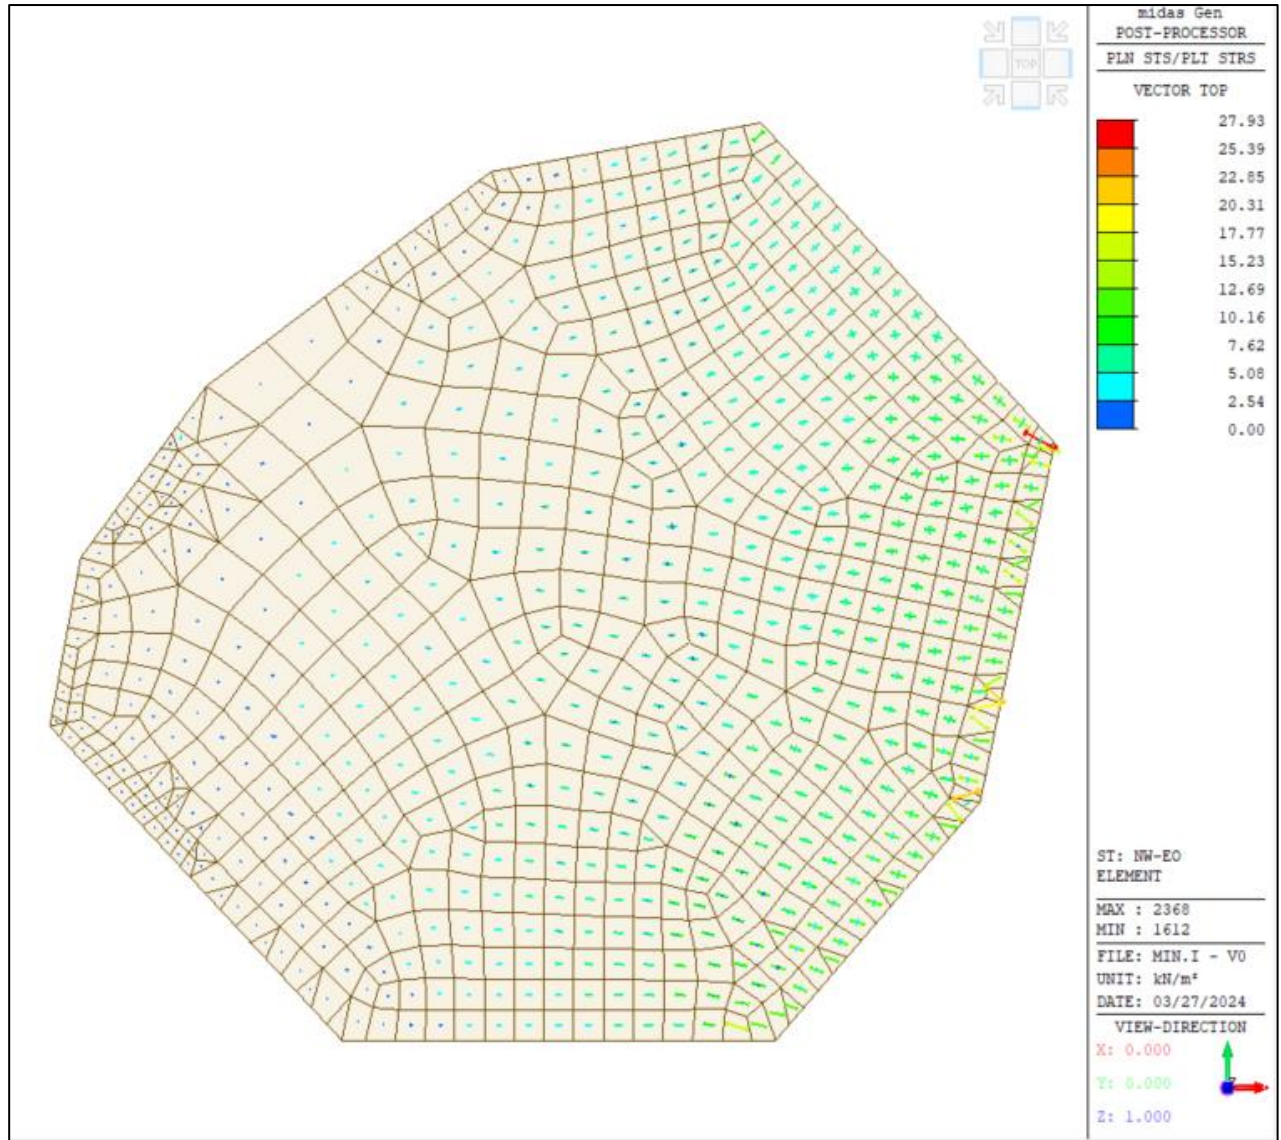 TOP
midas Gen
POST-PROCESSOR
PLN STS/PLT STRS
VECTOR TOP
27.93
25.39
22.85
20.31
17.77
15.23
12.69
10.16
7.62
5.08
2.54
0.00
ST: NW-EO
ELEMENT
MAX : 2368
MIN : 1612
FILE: MIN.I - V0
UNIT: kN/m²
DATE: 03/27/2024
VIEW-DIRECTION
X: 0.000
Y: 0.000
Z: 1.000
Z